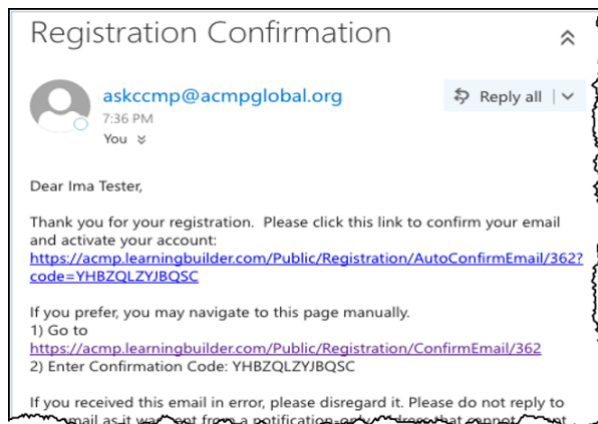 Registration Confirmation
askccmp@acmpglobal.org
Reply all
7:36 PM
You
Dear Ima Tester,
Thank you for your registration. Please click this link to confirm your email
and activate your account:
https://acmp.learningbuilder.com/Public/Registration/AutoConfirmEmail/362?
code=YHBZQLZYJBQSC
If you prefer, you may navigate to this page manually.
1) Go to
https://acmp.learningbuilder.com/Public/Registration/ConfirmEmail/362
2) Enter Confirmation Code: YHBZQLZYJBQSC
If you received this email in error, please disregard it. Please do not reply to
as it from a